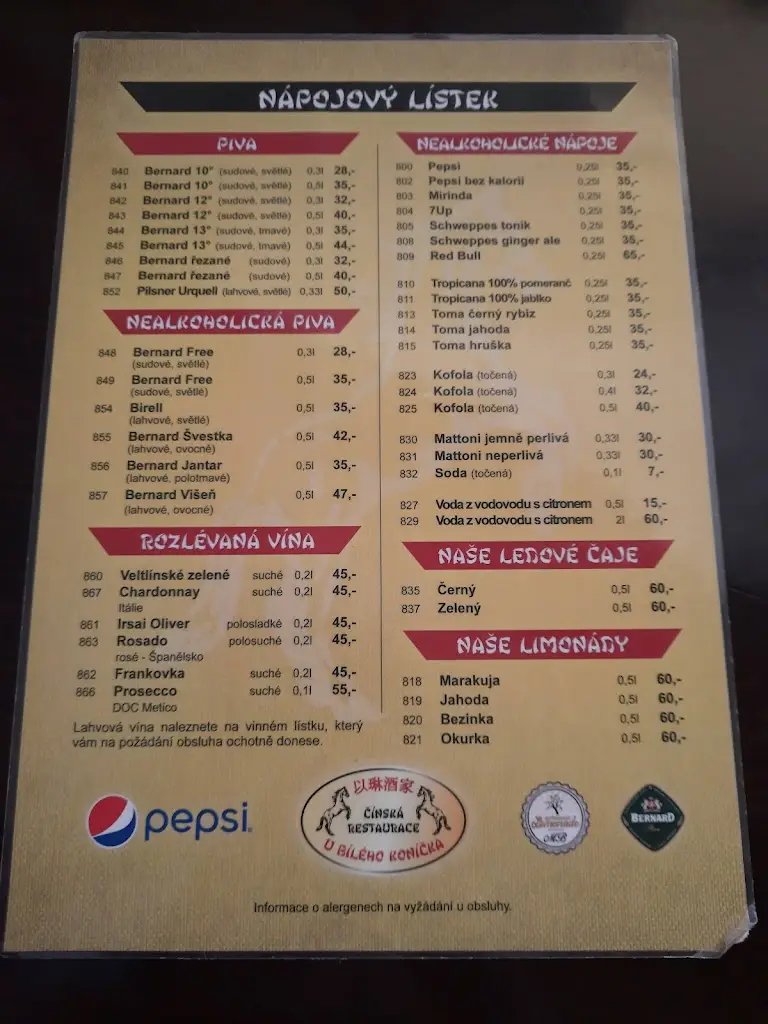 NÁPOJOVÝ LÍSTEK
PIVA
840 Bernard 10° (sudové, světlé) 0,3l 28,-
841 Bernard 10° (sudové, světlé) 0,5l 35,-
842 Bernard 12° (sudové, světlé) 0,3l 32,-
843 Bernard 12° (sudové, světlé) 0,5l 40,-
844 Bernard 13° (sudové, tmavé) 0,3l 35,-
845 Bernard 13° (sudové, tmavé) 0,5l 44,-
846 Bernard řezané (sudové) 0,3l 32,-
847 Bernard řezané (sudové) 0,5l 40,-
852 Pilsner Urquell (lahvové, světlé) 0,33l 50,-
NEALKOHOLICKÁ PIVA
848 Bernard Free 0,3l 28,-
(sudové, světlé)
849 Bernard Free 0,5l 35,-
(sudové, světlé)
854 Birell 0,5l 35,-
(lahvové, světlé)
855 Bernard Švestka 0,5l 42,-
(lahvové, ovocné)
856 Bernard Jantar 0,5l 35,-
(lahvové, polotmavé)
857 Bernard Višeň 0,5l 47,-
(lahvové, ovocné)
ROZLÉVANÁ VÍNA
860 Veltlínské zelené suché 0,2l 45,-
867 Chardonnay suché 0,2l 45,-
Itálie
861 Irsai Oliver polosladké 0,2l 45,-
863 Rosado polosuché 0,2l 45,-
rosé - Španělsko
862 Frankovka suché 0,2l 45,-
866 Prosecco suché 0,1l 55,-
DOC Metico
Lahvová vína naleznete na vinném lístku, který
vám na požádání obsluha ochotně donese.
NEALKOHOLICKÉ NÁPOJE
800 Pepsi 0,25l 35,-
802 Pepsi bez kalorií 0,25l 35,-
803 Mirinda 0,25l 35,-
804 7Up 0,25l 35,-
805 Schweppes tonik 0,25l 35,-
808 Schweppes ginger ale 0,25l 35,-
809 Red Bull 0,25l 65,-
810 Tropicana 100% pomeranč 0,25l 35,-
811 Tropicana 100% jablko 0,25l 35,-
813 Toma černý rybíz 0,25l 35,-
814 Toma jahoda 0,25l 35,-
815 Toma hruška 0,25l 35,-
823 Kofola (točená) 0,3l 24,-
824 Kofola (točená) 0,4l 32,-
825 Kofola (točená) 0,5l 40,-
830 Mattoni jemně perlivá 0,33l 30,-
831 Mattoni neperlivá 0,33l 30,-
832 Soda (točená) 0,1l 7,-
827 Voda z vodovodu s citronem 0,5l 15,-
829 Voda z vodovodu s citronem 2l 60,-
NAŠE LEDOVÉ ČAJE
835 Černý 0,5l 60,-
837 Zelený 0,5l 60,-
NAŠE LIMONÁDY
818 Marakuja 0,5l 60,-
819 Jahoda 0,5l 60,-
820 Bezinka 0,5l 60,-
821 Okurka 0,5l 60,-
pepsi
以琳酒家
ČÍNSKÁ
RESTAURACE
U BÍLÉHO KONÍČKA
BERNARD
Informace o alergenech na vyžádání u obsluhy.